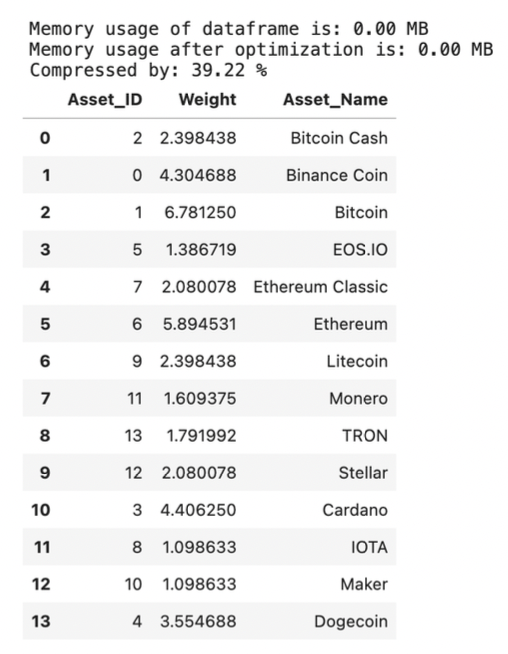 Memory usage of dataframe is: 0.00 MB
Memory usage after optimization is: 0.00 MB
Compressed by: 39.22 %
Asset_ID Weight Asset_Name
0 2 2.398438 Bitcoin Cash
1 0 4.304688 Binance Coin
2 1 6.781250 Bitcoin
3 5 1.386719 EOS.IO
4 7 2.080078 Ethereum Classic
5 6 5.894531 Ethereum
6 9 2.398438 Litecoin
7 11 1.609375 Monero
8 13 1.791992 TRON
9 12 2.080078 Stellar
10 3 4.406250 Cardano
11 8 1.098633 IOTA
12 10 1.098633 Maker
13 4 3.554688 Dogecoin